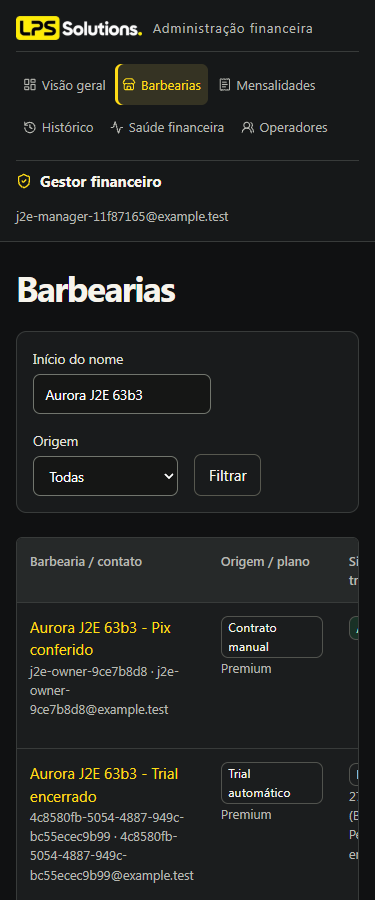 LPS Solutions. Administração financeira
Visão geral Barbearias Mensalidades
Histórico Saúde financeira Operadores
Gestor financeiro
j2e-manager-11f87165@example.test
Barbearias
Início do nome
Aurora J2E 63b3
Origem
Todas Filtrar
Barbearia / contato Origem / plano
Aurora J2E 63b3 - Pix
conferido
j2e-owner-9ce7b8d8 · j2e-
owner-
9ce7b8d8@example.test
Contrato
manual
Premium
Aurora J2E 63b3 - Trial
encerrado
4c8580fb-5054-4887-949c-
bc55ecec9b99 · 4c8580fb-
5054-4887-949c-
bc55ecec9b99@example.test
Trial
automático
Premium